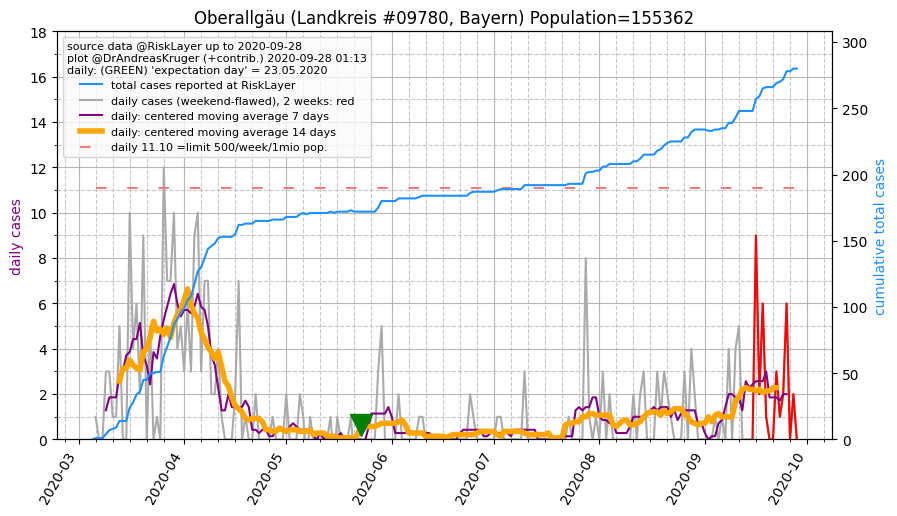 Oberallgäu (Landkreis #09780, Bayern) Population=155362
source data @RiskLayer up to 2020-09-28
plot @DrAndreasKruger (+contrib.) 2020-09-28 01:13
daily: (GREEN) 'expectation day' = 23.05.2020
total cases reported at RiskLayer
daily cases (weekend-flawed), 2 weeks: red
daily: centered moving average 7 days
daily: centered moving average 14 days
daily 11.10 =limit 500/week/1mio pop.
daily cases
18
16
14
12
10
8
6
4
2
0
cumulative total cases
300
250
200
150
100
50
0
2020-03
2020-04
2020-05
2020-06
2020-07
2020-08
2020-09
2020-10